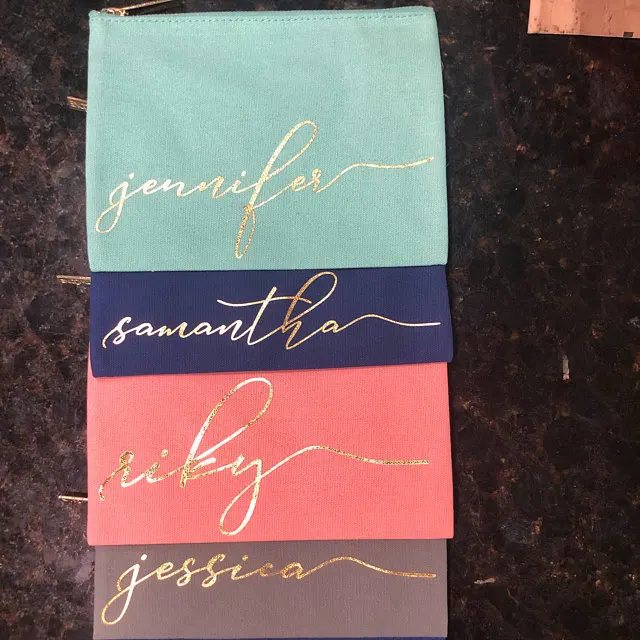 jennifer
samantha
riky
jessica